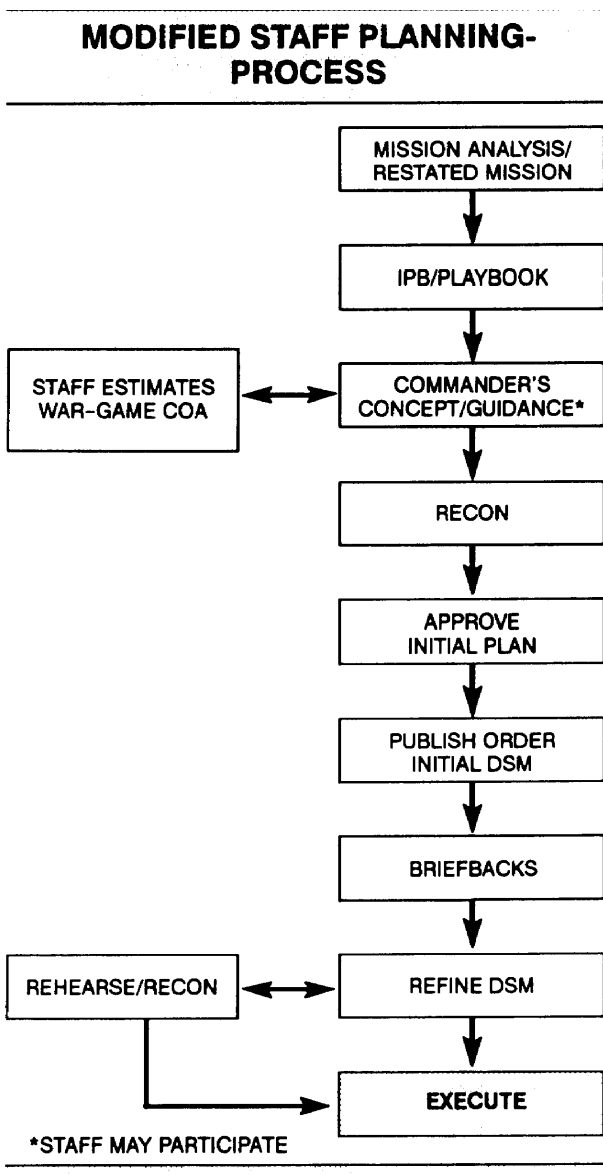 MODIFIED STAFF PLANNING-
PROCESS
MISSION ANALYSIS/
RESTATED MISSION
IPB/PLAYBOOK
STAFF ESTIMATES
WAR-GAME COA
COMMANDER'S
CONCEPT/GUIDANCE*
RECON
APPROVE
INITIAL PLAN
PUBLISH ORDER
INITIAL DSM
BRIEFBACKS
REHEARSE/RECON
REFINE DSM
EXECUTE
*STAFF MAY PARTICIPATE